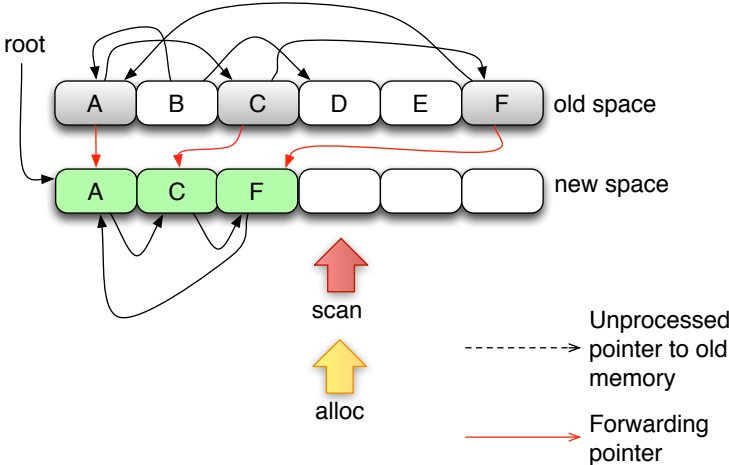 root
A B C D E F old space
A C F new space
scan
alloc
Unprocessed
pointer to old
memory
Forwarding
pointer